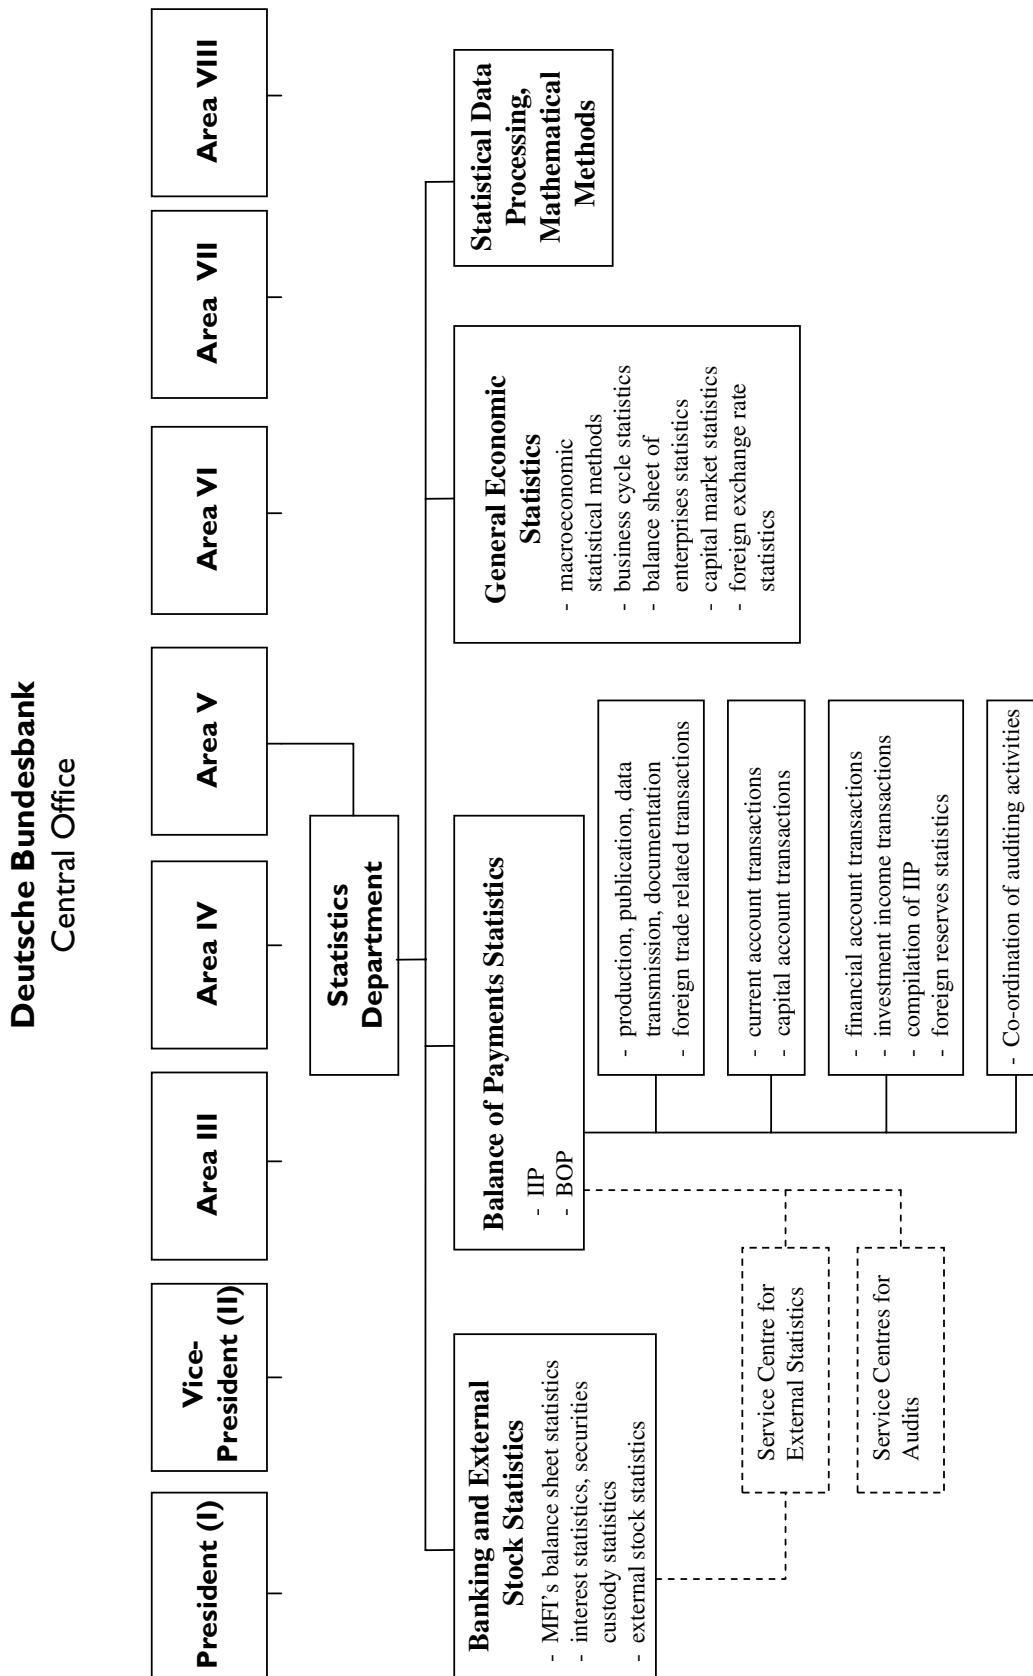 Deutsche Bundesbank
Central Office
President (I)
Vice-
President (II)
Area III
Area IV
Area V
Area VI
Area VII
Area VIII
Statistics
Department
Banking and External
Stock Statistics
- MFI's balance sheet statistics
- interest statistics, securities
custody statistics
- external stock statistics
Balance of Payments Statistics
- IIP
- BOP
General Economic
Statistics
- macroeconomic
statistical methods
- business cycle statistics
- balance sheet of
enterprises statistics
- capital market statistics
- foreign exchange rate
statistics
Statistical Data
Processing,
Mathematical
Methods
- production, publication, data
transmission, documentation
- foreign trade related transactions
- current account transactions
- capital account transactions
- financial account transactions
- investment income transactions
- compilation of IIP
- foreign reserves statistics
- Co-ordination of auditing activities
Service Centre for
External Statistics
Service Centres for
Audits